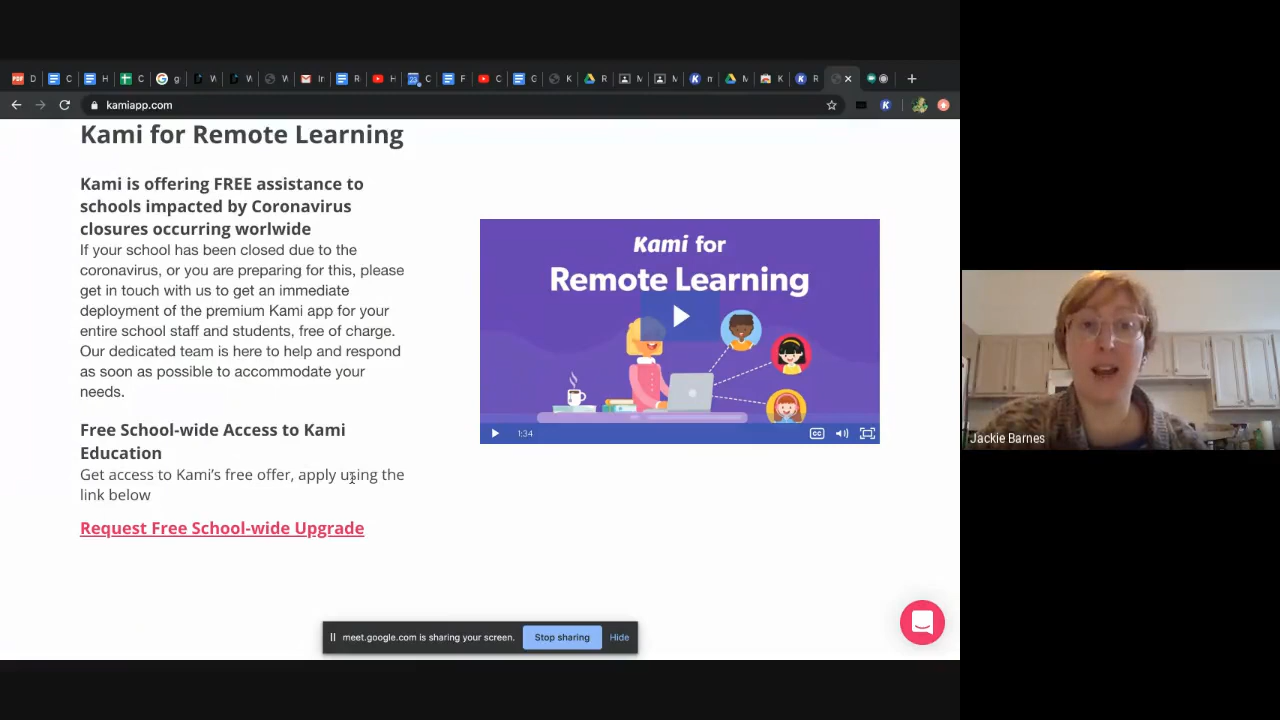 D
C
H
C
g
W
W
W
Ir
R
H
C
F
C
C
K
R
M
M
m
M
K
R
kamiapp.com
Kami for Remote Learning
Kami is offering FREE assistance to
schools impacted by Coronavirus
closures occurring worlwide
If your school has been closed due to the
coronavirus, or you are preparing for this, please
get in touch with us to get an immediate
deployment of the premium Kami app for your
entire school staff and students, free of charge.
Our dedicated team is here to help and respond
as soon as possible to accommodate your
needs.
Free School-wide Access to Kami
Education
Get access to Kami's free offer, apply using the
link below
Request Free School-wide Upgrade
Kami for
Remote Learning
1:34
CC
meet.google.com is sharing your screen.
Stop sharing
Hide
Jackie Barnes